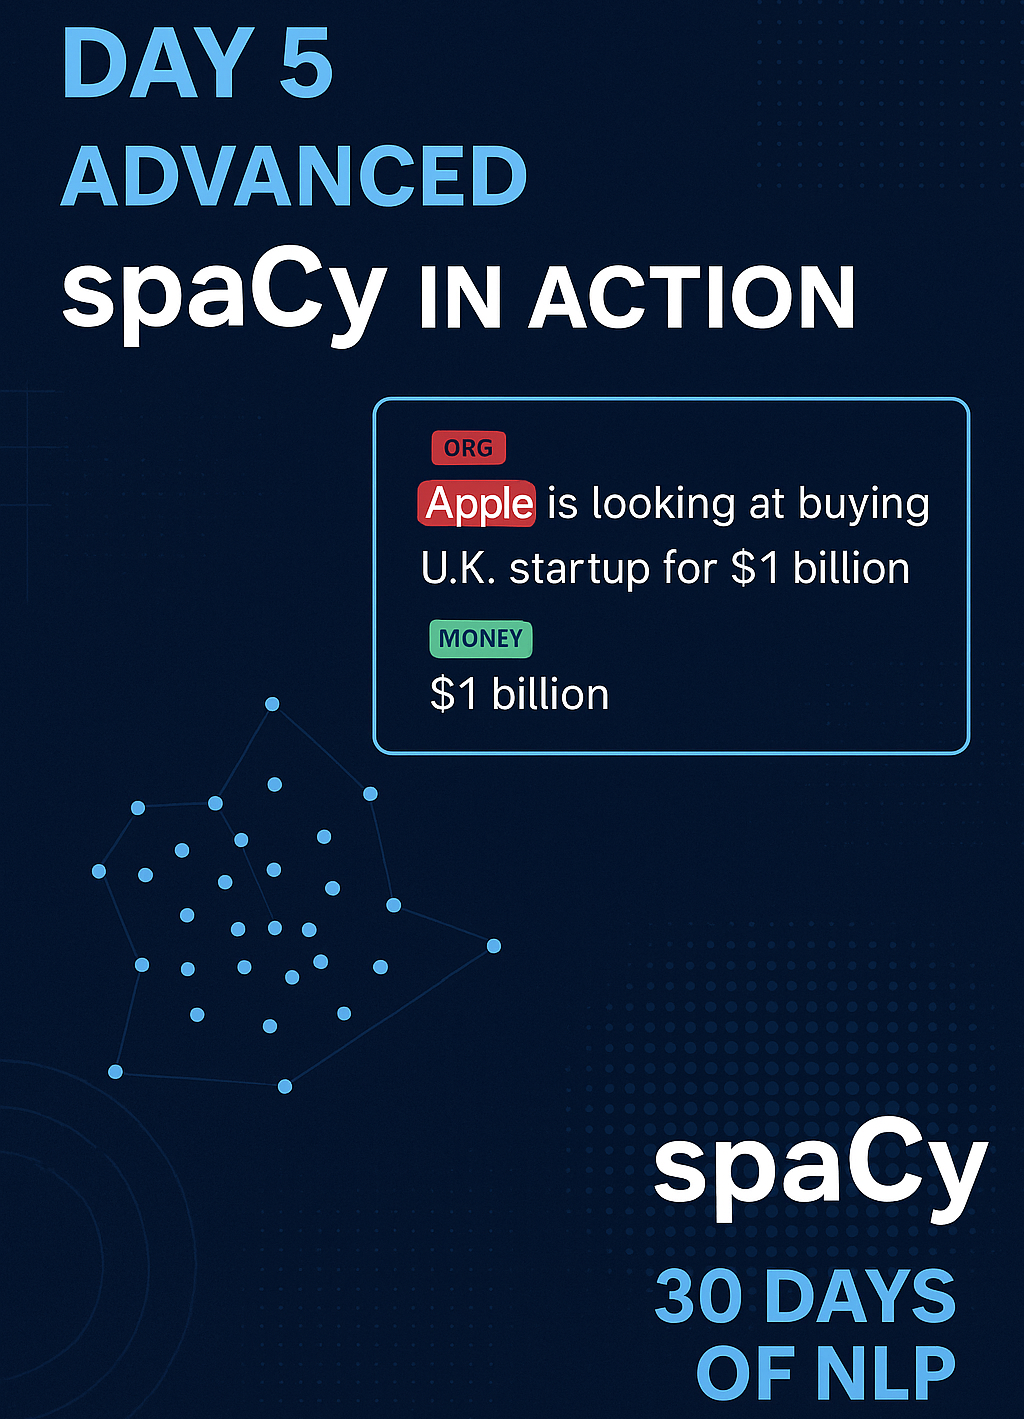 DAY 5
ADVANCED
spaCy IN ACTION
ORG
Apple is looking at buying
U.K. startup for $1 billion
MONEY
$1 billion
spaCy
30 DAYS
OF NLP